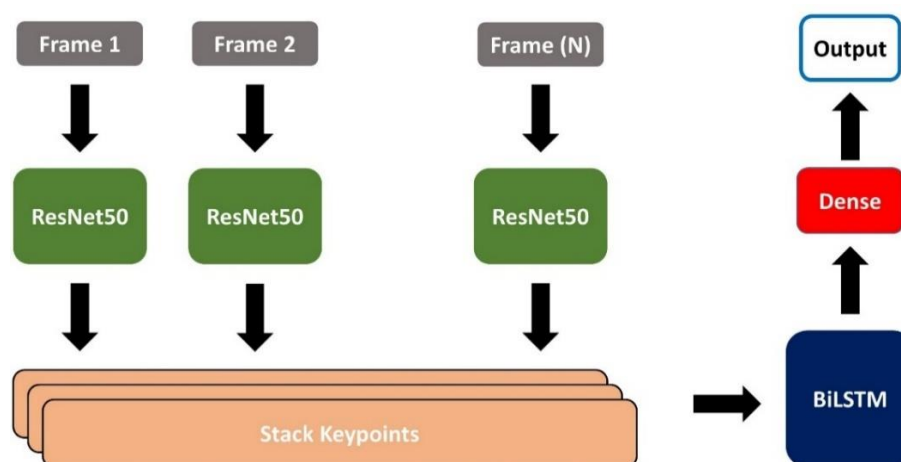 Frame 1
Frame 2
Frame (N)
Output
ResNet50
ResNet50
ResNet50
Dense
Stack Keypoints
BiLSTM